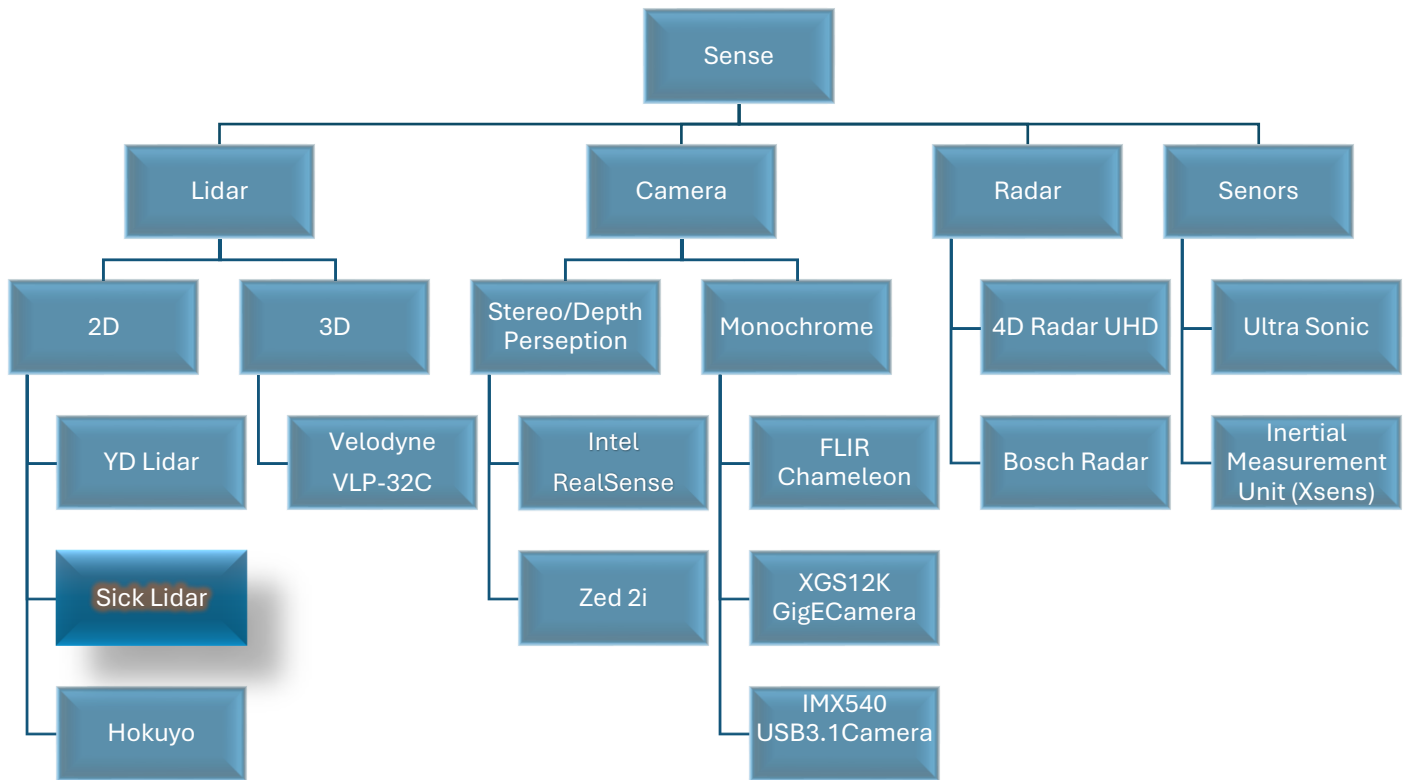 Sense
Lidar
Camera
Radar
Senors
2D
3D
Stereo/Depth
Perseption
Monochrome
4D Radar UHD
Ultra Sonic
YD Lidar
Velodyne
VLP-32C
Intel
RealSense
FLIR
Chameleon
Bosch Radar
Inertial
Measurement
Unit (Xsens)
Sick Lidar
Zed 2i
XGS12K
GigECamera
Hokuyo
IMX540
USB3.1Camera